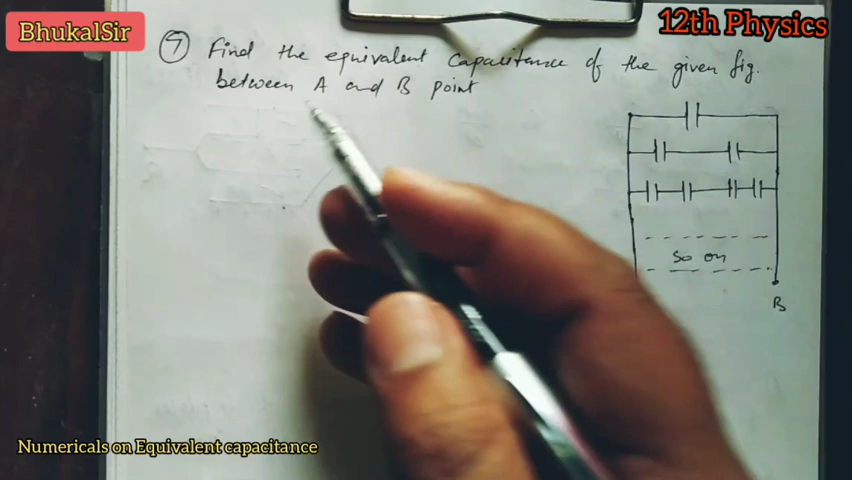 BhukalSir
12th Physics
7 Find the equivalent capacitance of the given fig.
between A and B point
so on
B
Numericals on Equivalent capacitance